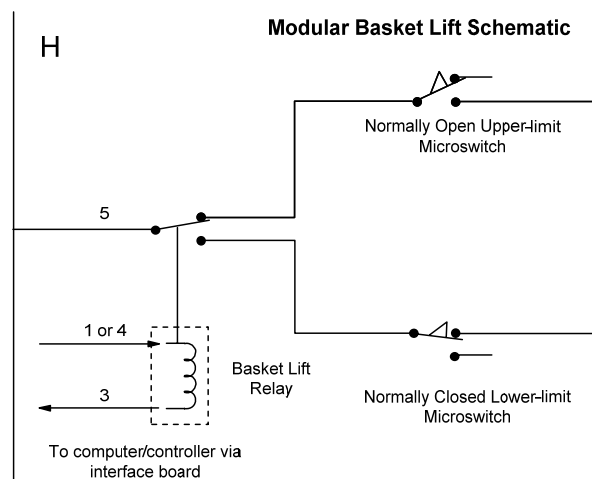 Modular Basket Lift Schematic
H
Normally Open Upper-limit
Microswitch
5
1 or 4
3
Basket Lift
Relay
Normally Closed Lower-limit
Microswitch
To computer/controller via
interface board